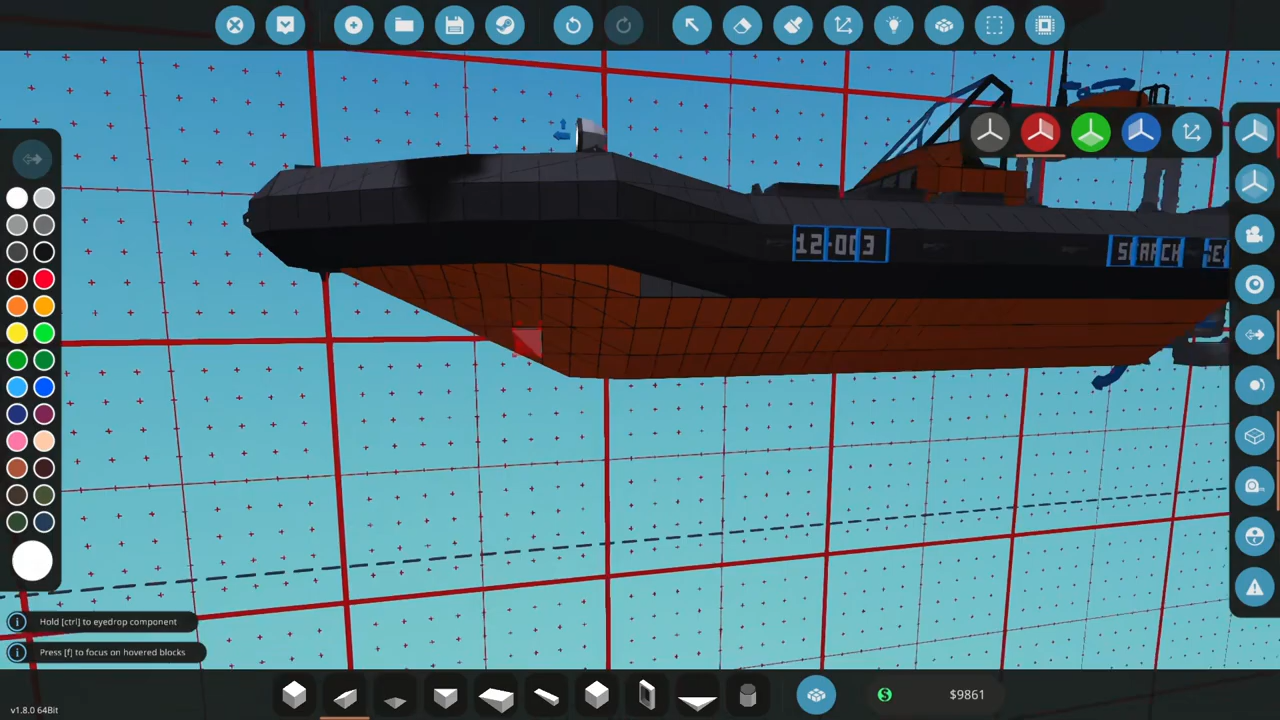 12-003
SEARCH
Hold [ctrl] to eyedrop component
Press [f] to focus on hovered blocks
v1.8.0 64Bit
$ $9861